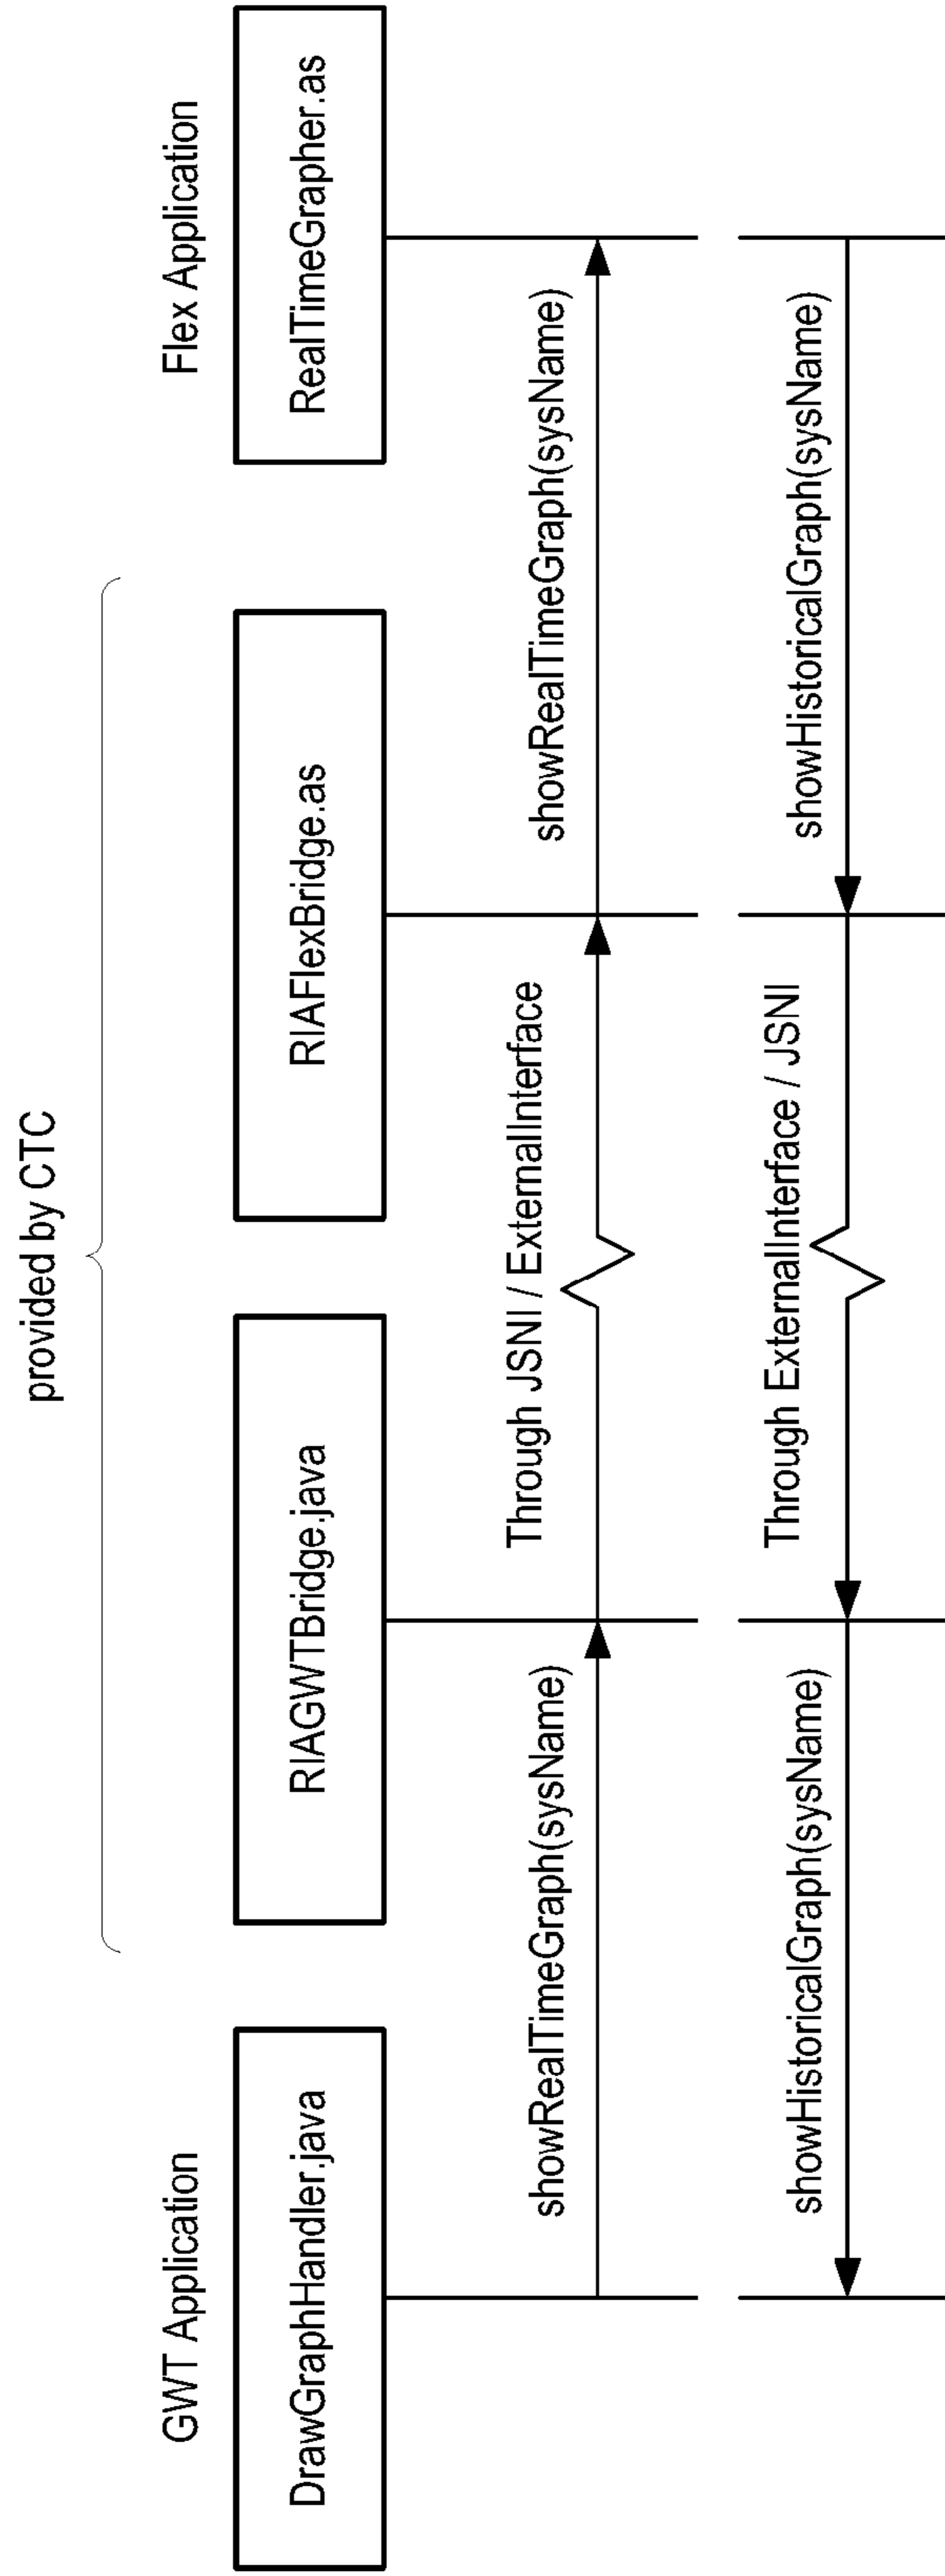 provided by CTC
GWT Application
Flex Application
DrawGraphHandler.java
RIAGWTBridge.java
RIAFlexBridge.as
RealTimeGrapher.as
showRealTimeGraph(sysName)
Through JSNI / ExternalInterface
showRealTimeGraph(sysName)
showHistoricalGraph(sysName)
Through ExternalInterface / JSNI
showHistoricalGraph(sysName)